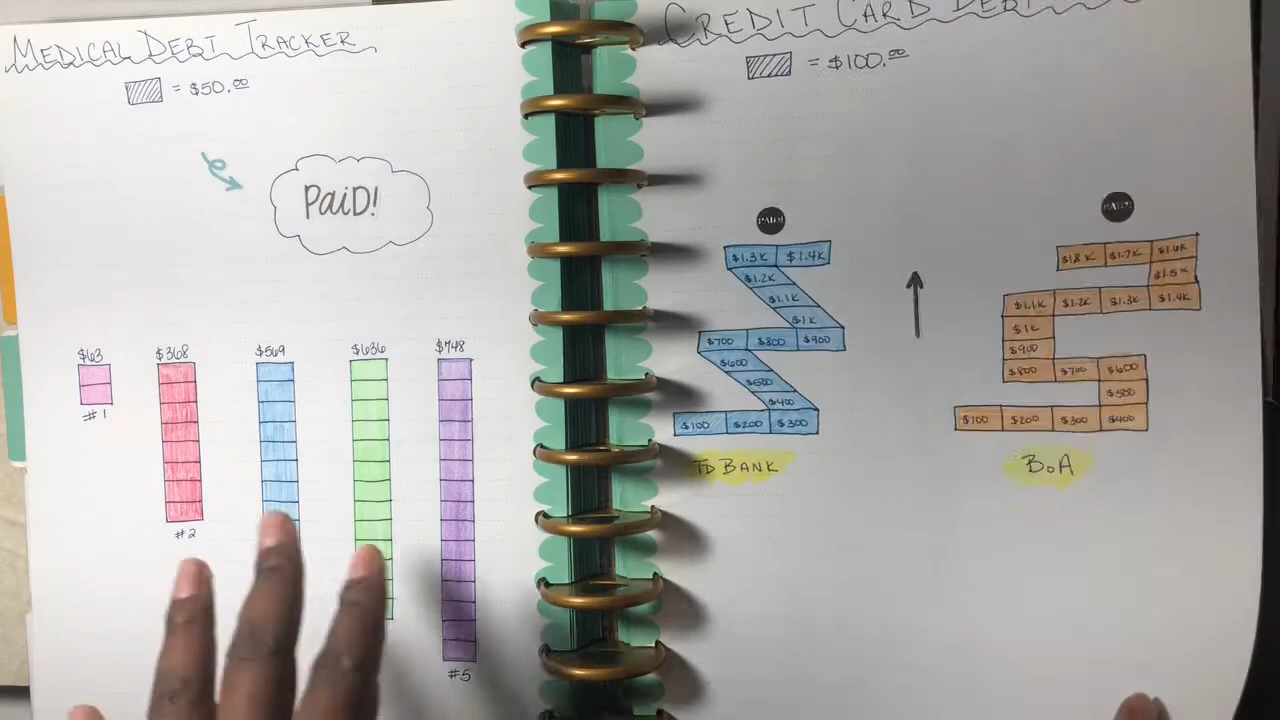 MEDICAL DEBT TRACKER
= $50.00
PAiD!
$63
$368
$569
$636
$748
#1
#2
#5
CREDIT CARD DEBT
= $100.00
PAID!
$1.3K $1.4K
$1.2K
$1.1K
$1K
$700 $800 $900
$600
$500
$400
$100 $200 $300
TD BANK
PAID!
$1.8K $1.7K $1.6K
$1.5K
$1.1K $1.2K $1.3K $1.4K
$1K
$900
$800 $700 $600
$500
$100 $200 $300 $400
BoA